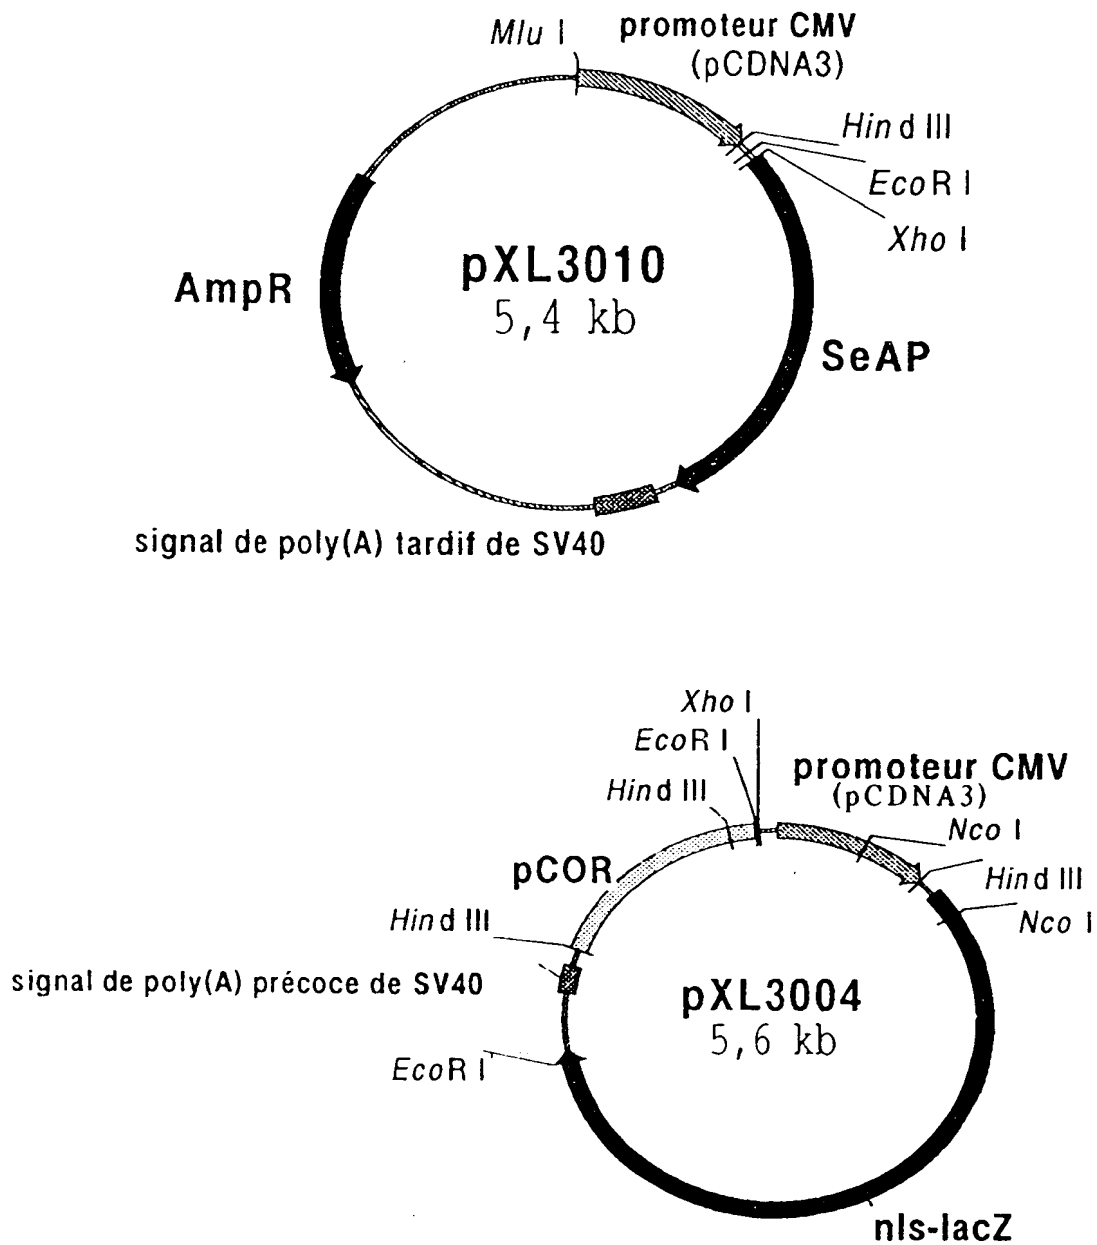 Mlu I
promoteur CMV
(pCDNA3)
Hind III
EcoR I
Xho I
pXL3010
5,4 kb
AmpR
SeAP
signal de poly(A) tardif de SV40
Xho I
EcoR I
Hind III
promoteur CMV
(pCDNA3)
Nco I
pCOR
Hind III
Hind III
Nco I
signal de poly(A) précoce de SV40
pXL3004
5,6 kb
EcoR I
nls-lacZ